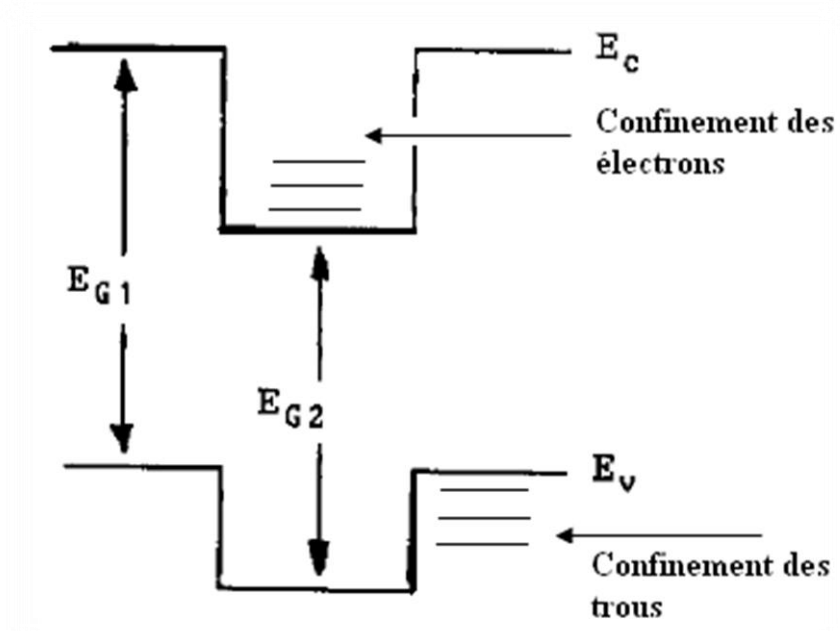 E_c
Confinement des
électrons
E_G1
E_G2
E_v
Confinement des
trous